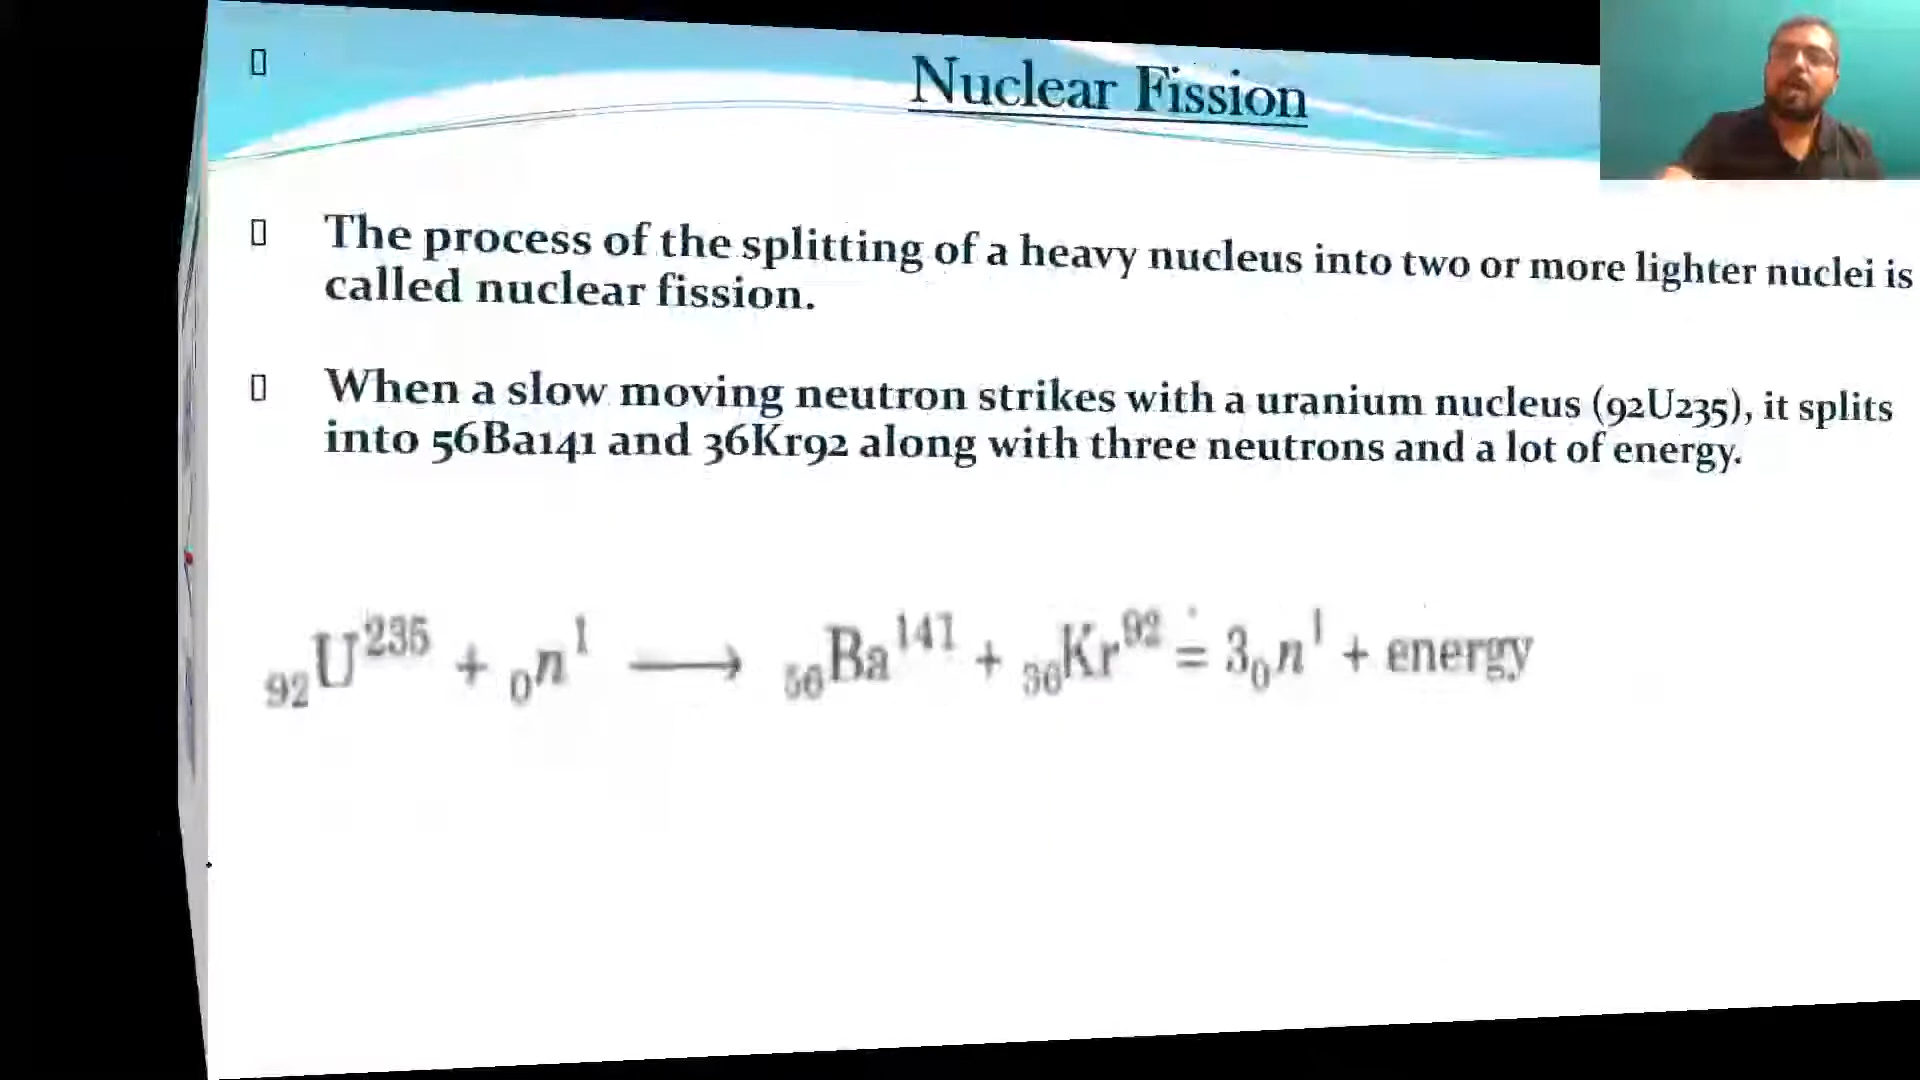 Nuclear Fission
The process of the splitting of a heavy nucleus into two or more lighter nuclei is
called nuclear fission.
When a slow moving neutron strikes with a uranium nucleus (92U235), it splits
into 56Ba141 and 36Kr92 along with three neutrons and a lot of energy.
₉₂U²³⁵ + ₀n¹ ⟶ ₅₆Ba¹⁴¹ + ₃₆Kr⁹² = 3₀n¹ + energy